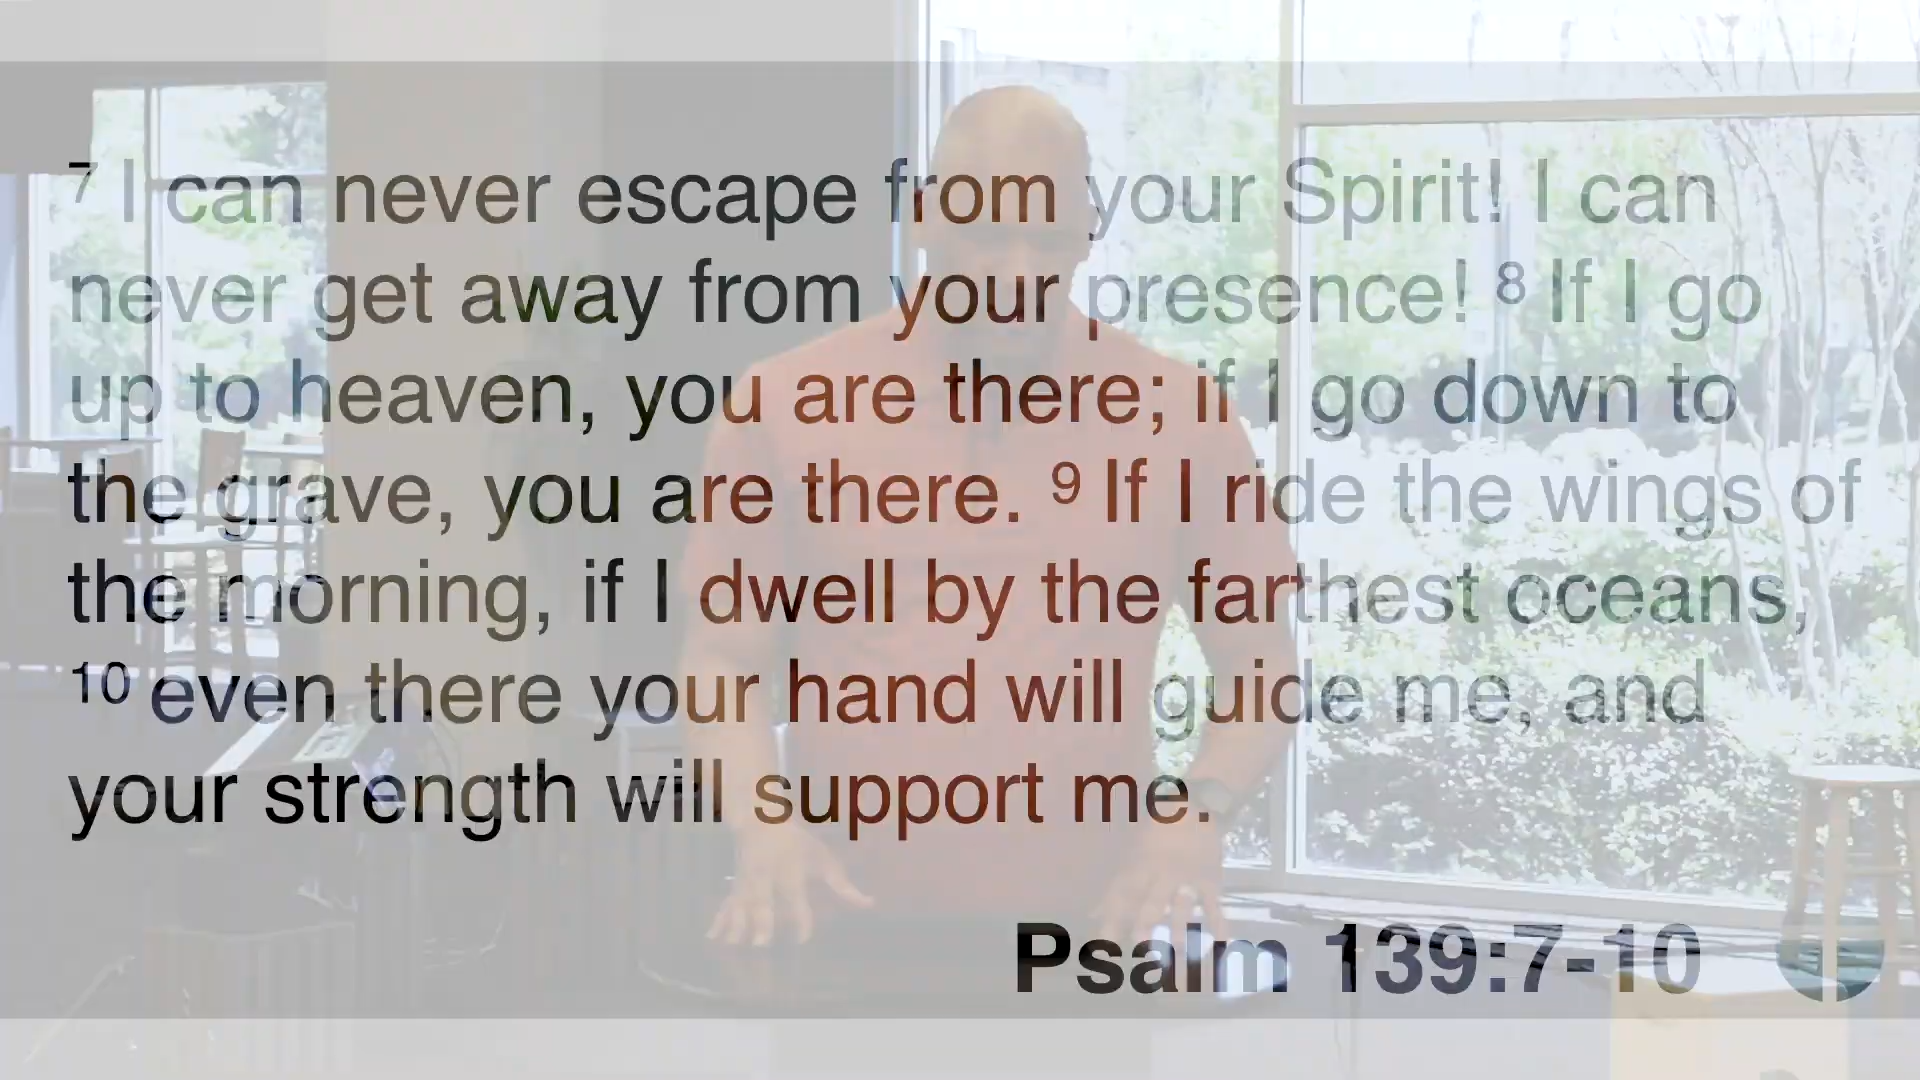 7 I can never escape from your Spirit! I can
never get away from your presence! 8 If I go
up to heaven, you are there; if I go down to
the grave, you are there. 9 If I ride the wings of
the morning, if I dwell by the farthest oceans,
10 even there your hand will guide me, and
your strength will support me.
Psalm 139:7-10